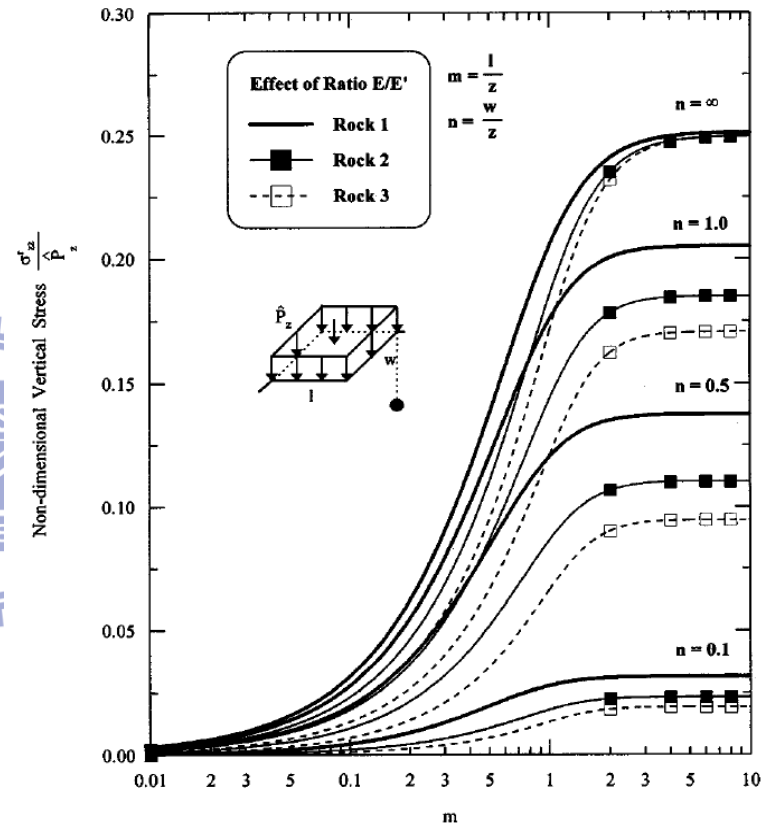 0.30
0.25
0.20
0.15
0.10
0.05
0.00
Non-dimensional Vertical Stress σʳzz / P̂z
Effect of Ratio E/E'
Rock 1
Rock 2
Rock 3
m = l/z
n = w/z
n = ∞
n = 1.0
n = 0.5
n = 0.1
P̂z
w
l
0.01 2 3 5 0.1 2 3 5 1 2 3 5 10
m